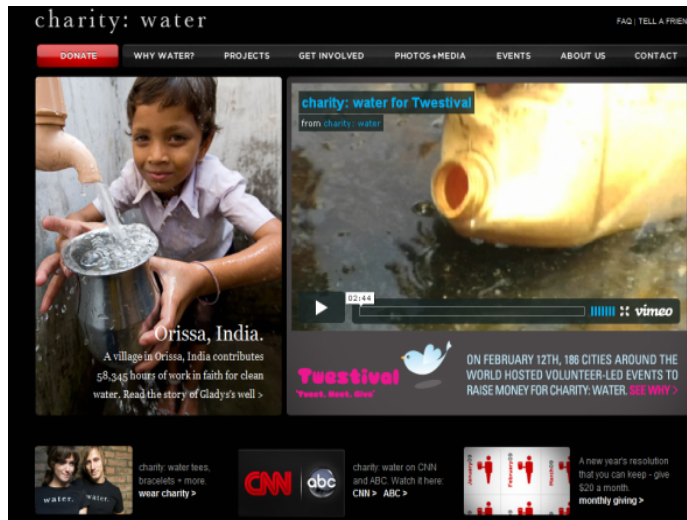 charity: water
FAQ | TELL A FRIEN
DONATE WHY WATER? PROJECTS GET INVOLVED PHOTOS+MEDIA EVENTS ABOUT US CONTACT
Orissa, India.
A village in Orissa, India contributes
58,345 hours of work in faith for clean
water. Read the story of Gladys's well >
charity: water for Twestival
from charity: water
02:44
vimeo
Twestival
"Tweet. Meet. Give"
ON FEBRUARY 12TH, 186 CITIES AROUND THE
WORLD HOSTED VOLUNTEER-LED EVENTS TO
RAISE MONEY FOR CHARITY: WATER. SEE WHY >
water. water.
charity: water tees,
bracelets + more.
wear charity >
CNN abc
charity: water on CNN
and ABC. Watch it here:
CNN > ABC >
January09
February09
March09
A new year's resolution
that you can keep - give
$20 a month.
monthly giving >